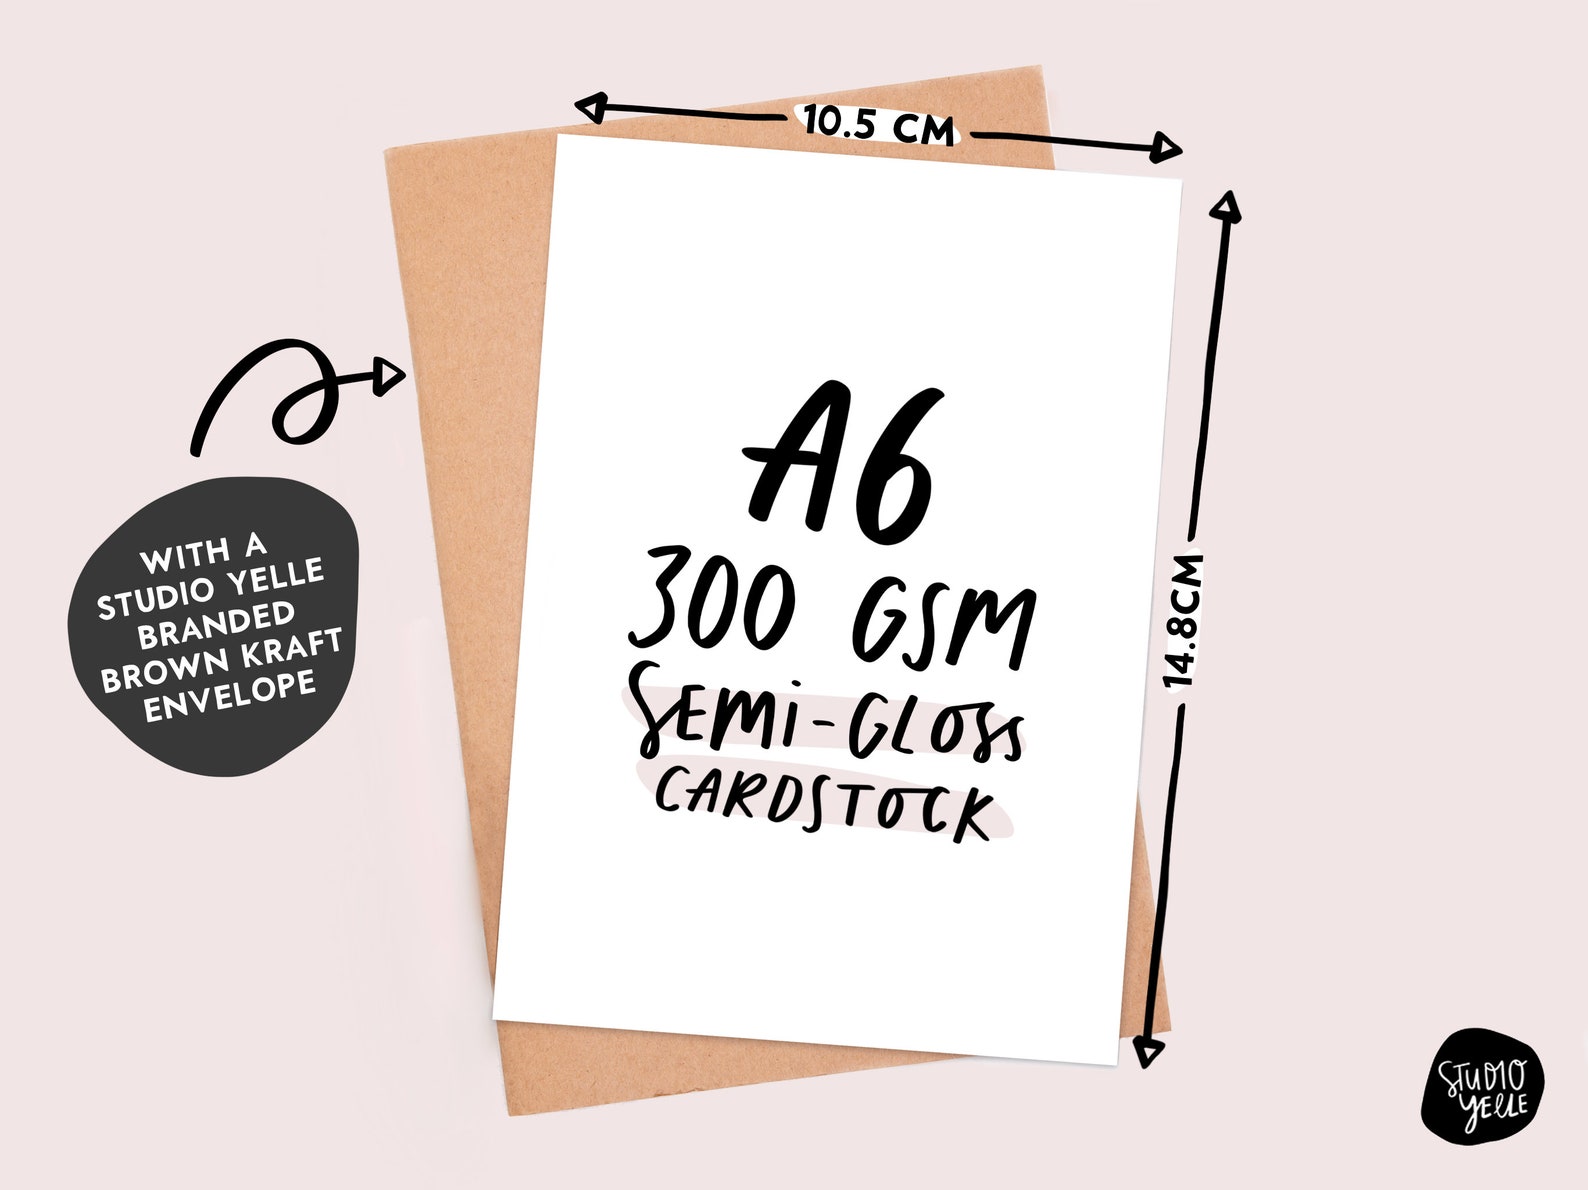 10.5 CM
A6
300 GSM
SEMi-GLOSS
CARDSTOCK
14.8CM
WITH A
STUDIO YELLE
BRANDED
BROWN KRAFT
ENVELOPE
STUDIO
YELLE